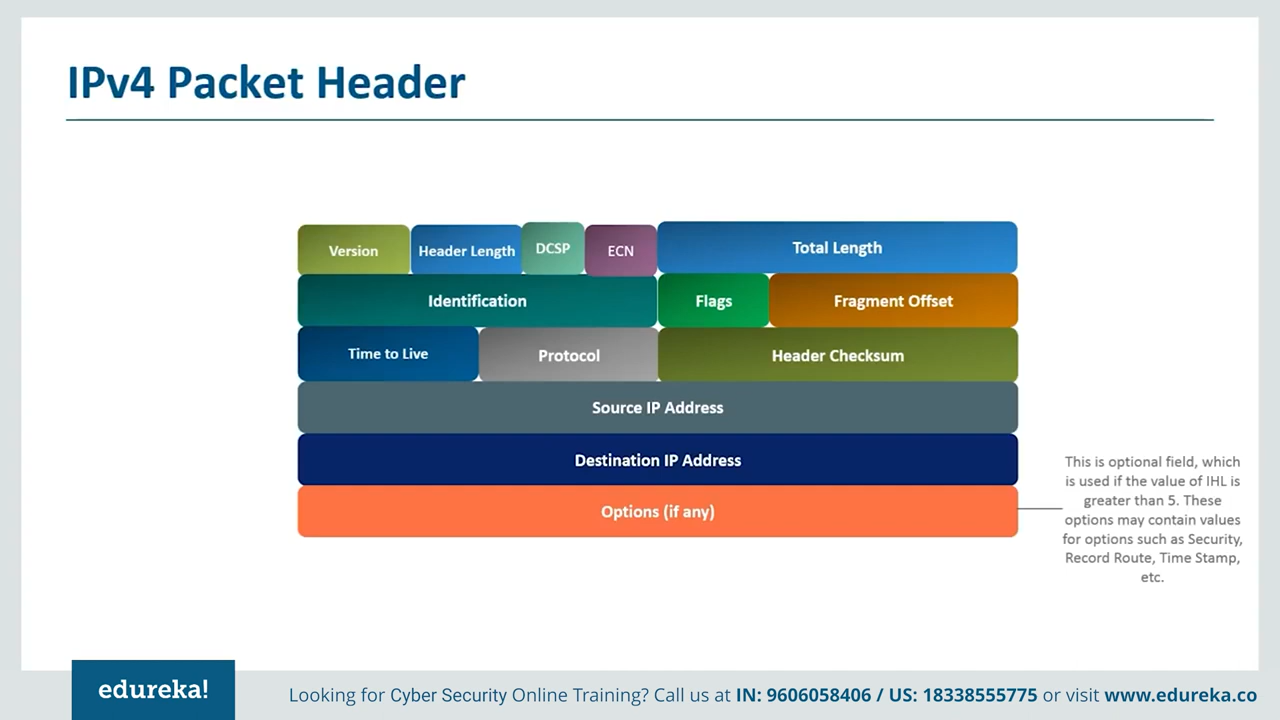 IPv4 Packet Header
Version Header Length DCSP ECN Total Length
Identification Flags Fragment Offset
Time to Live Protocol Header Checksum
Source IP Address
Destination IP Address
Options (if any)
This is optional field, which
is used if the value of IHL is
greater than 5. These
options may contain values
for options such as Security,
Record Route, Time Stamp,
etc.
edureka!
Looking for Cyber Security Online Training? Call us at IN: 9606058406 / US: 18338555775 or visit www.edureka.co